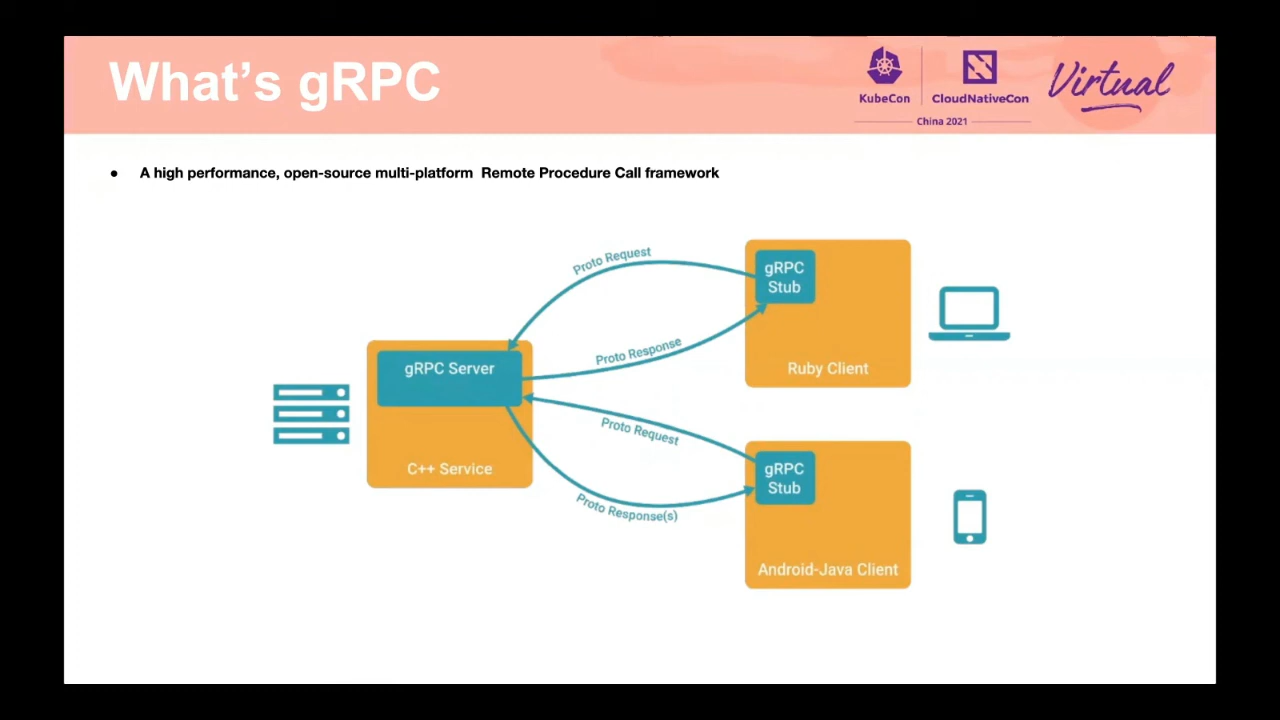 What's gRPC
KubeCon
CloudNativeCon
China 2021
Virtual
● A high performance, open-source multi-platform Remote Procedure Call framework
Proto Request
gRPC
Stub
Proto Response
Ruby Client
gRPC Server
C++ Service
Proto Request
gRPC
Stub
Proto Response(s)
Android-Java Client